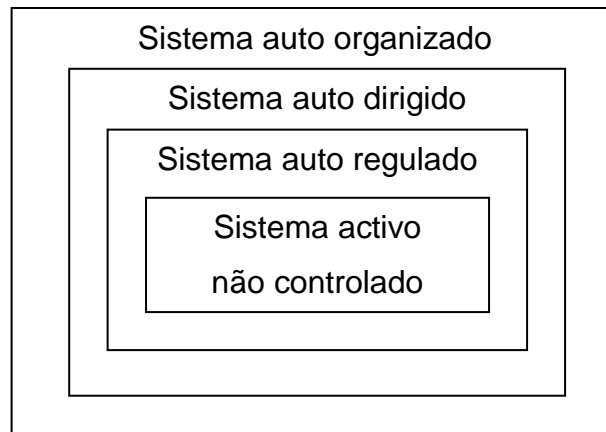 Sistema auto organizado
Sistema auto dirigido
Sistema auto regulado
Sistema activo
não controlado